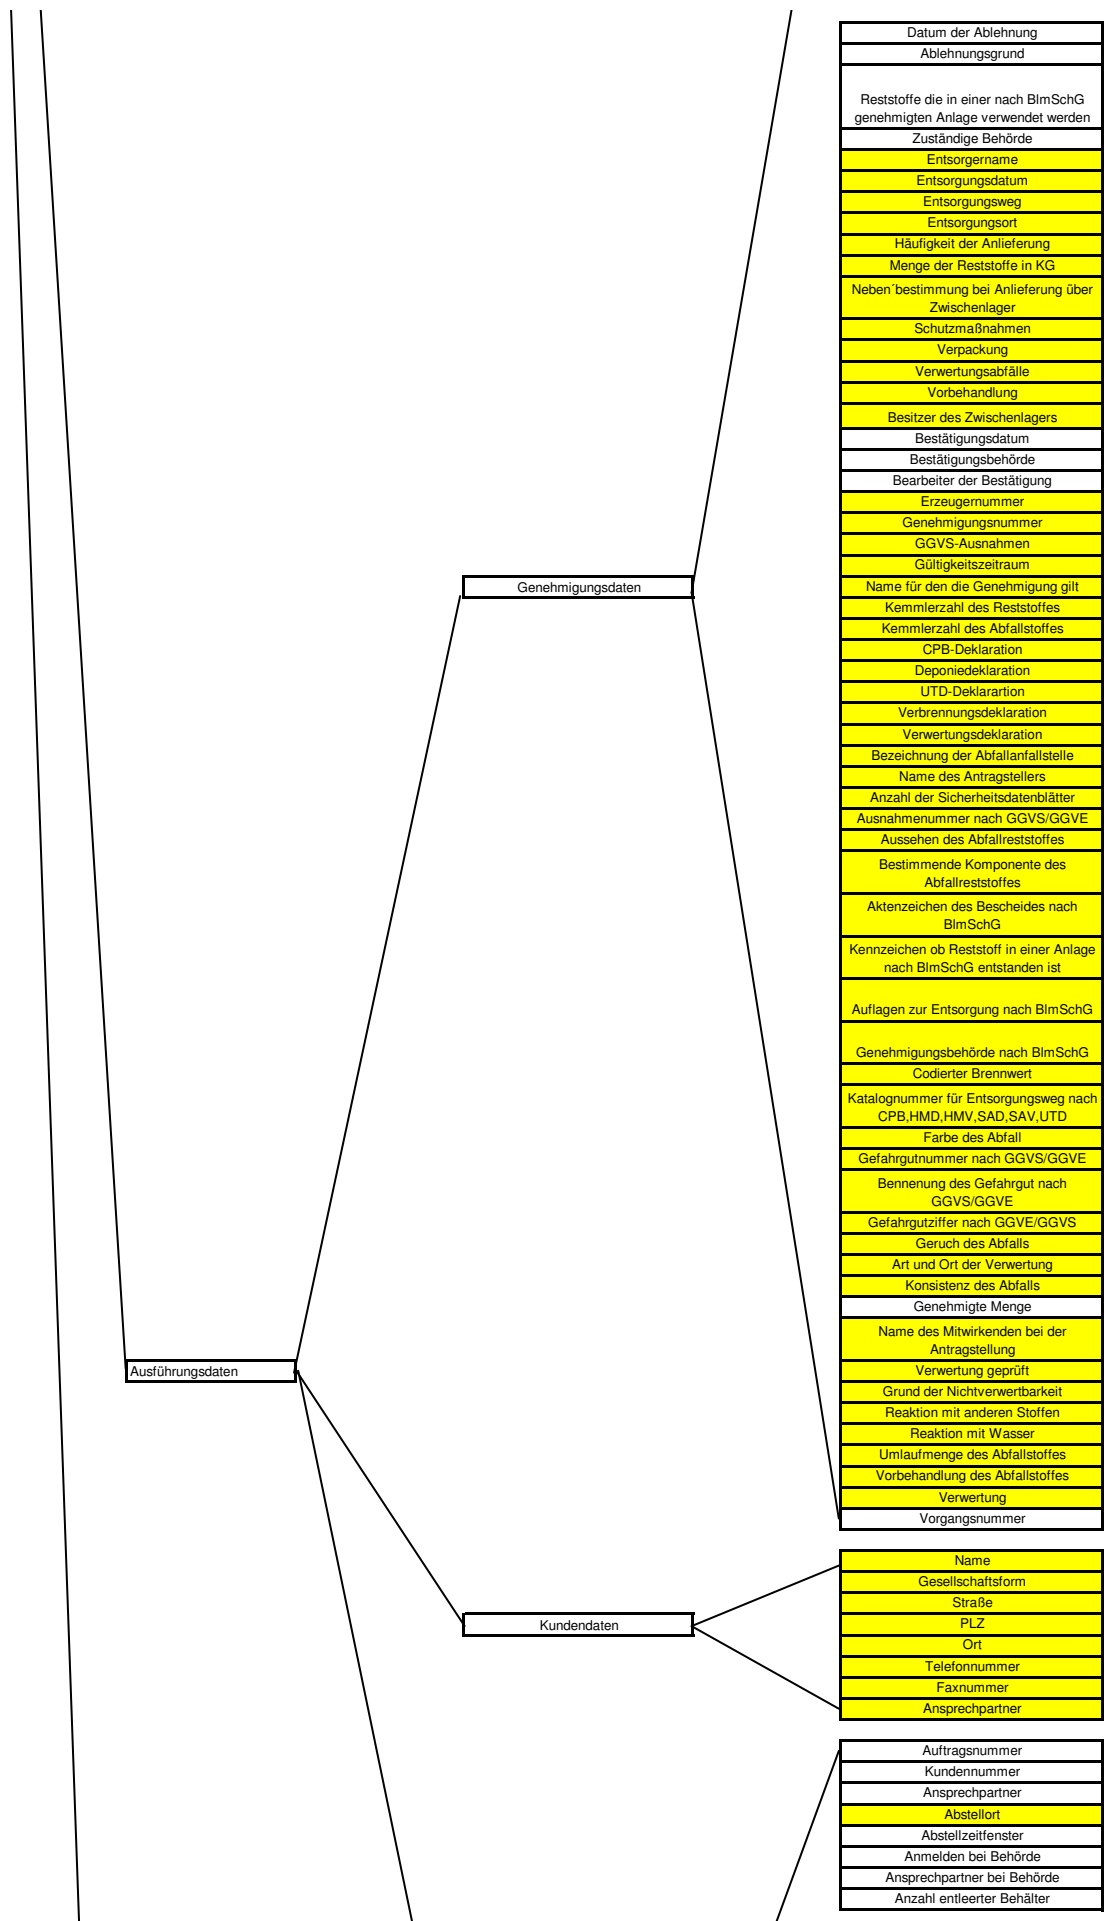 Datum der Ablehnung
Ablehnungsgrund
Reststoffe die in einer nach BlmSchG
genehmigten Anlage verwendet werden
Zuständige Behörde
Entsorgername
Entsorgungsdatum
Entsorgungsweg
Entsorgungsort
Häufigkeit der Anlieferung
Menge der Reststoffe in KG
Neben´bestimmung bei Anlieferung über
Zwischenlager
Schutzmaßnahmen
Verpackung
Verwertungsabfälle
Vorbehandlung
Besitzer des Zwischenlagers
Bestätigungsdatum
Bestätigungsbehörde
Bearbeiter der Bestätigung
Erzeugernummer
Genehmigungsnummer
GGVS-Ausnahmen
Gültigkeitszeitraum
Genehmigungsdaten
Name für den die Genehmigung gilt
Kemmlerzahl des Reststoffes
Kemmlerzahl des Abfallstoffes
CPB-Deklaration
Deponiedeklaration
UTD-Deklarartion
Verbrennungsdeklaration
Verwertungsdeklaration
Bezeichnung der Abfallanfallstelle
Name des Antragstellers
Anzahl der Sicherheitsdatenblätter
Ausnahmenummer nach GGVS/GGVE
Aussehen des Abfallreststoffes
Bestimmende Komponente des
Abfallreststoffes
Aktenzeichen des Bescheides nach
BlmSchG
Kennzeichen ob Reststoff in einer Anlage
nach BlmSchG entstanden ist
Auflagen zur Entsorgung nach BlmSchG
Genehmigungsbehörde nach BlmSchG
Codierter Brennwert
Katalognummer für Entsorgungsweg nach
CPB,HMD,HMV,SAD,SAV,UTD
Farbe des Abfall
Gefahrgutnummer nach GGVS/GGVE
Bennenung des Gefahrgut nach
GGVS/GGVE
Gefahrgutziffer nach GGVE/GGVS
Geruch des Abfalls
Art und Ort der Verwertung
Konsistenz des Abfalls
Genehmigte Menge
Name des Mitwirkenden bei der
Antragstellung
Ausführungsdaten
Verwertung geprüft
Grund der Nichtverwertbarkeit
Reaktion mit anderen Stoffen
Reaktion mit Wasser
Umlaufmenge des Abfallstoffes
Vorbehandlung des Abfallstoffes
Verwertung
Vorgangsnummer
Name
Gesellschaftsform
Straße
Kundendaten
PLZ
Ort
Telefonnummer
Faxnummer
Ansprechpartner
Auftragsnummer
Kundennummer
Ansprechpartner
Abstellort
Abstellzeitfenster
Anmelden bei Behörde
Ansprechpartner bei Behörde
Anzahl entleerter Behälter